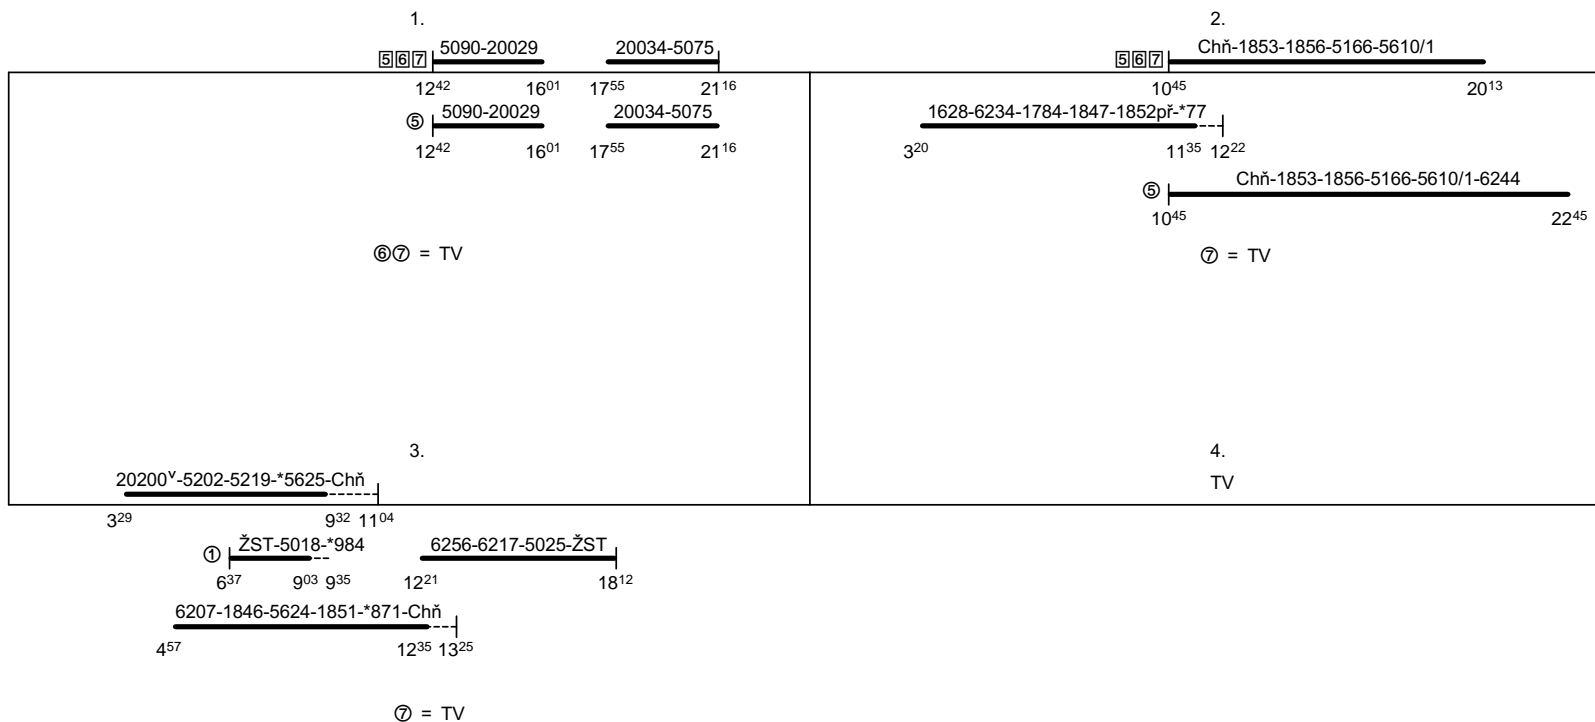 1.
5 6 7 5090-20029 20034-5075
12⁴² 16⁰¹ 17⁵⁵ 21¹⁶
⑤ 5090-20029 20034-5075
12⁴² 16⁰¹ 17⁵⁵ 21¹⁶
⑥⑦ = TV
2.
5 6 7 Chň-1853-1856-5166-5610/1
10⁴⁵ 20¹³
1628-6234-1784-1847-1852př-*77
3²⁰ 11³⁵ 12²²
⑤ Chň-1853-1856-5166-5610/1-6244
10⁴⁵ 22⁴⁵
⑦ = TV
3.
20200ᵛ-5202-5219-*5625-Chň
3²⁹ 9³² 11⁰⁴
① ŽST-5018-*984 6256-6217-5025-ŽST
6³⁷ 9⁰³ 9³⁵ 12²¹ 18¹²
6207-1846-5624-1851-*871-Chň
4⁵⁷ 12³⁵ 13²⁵
⑦ = TV
4.
TV